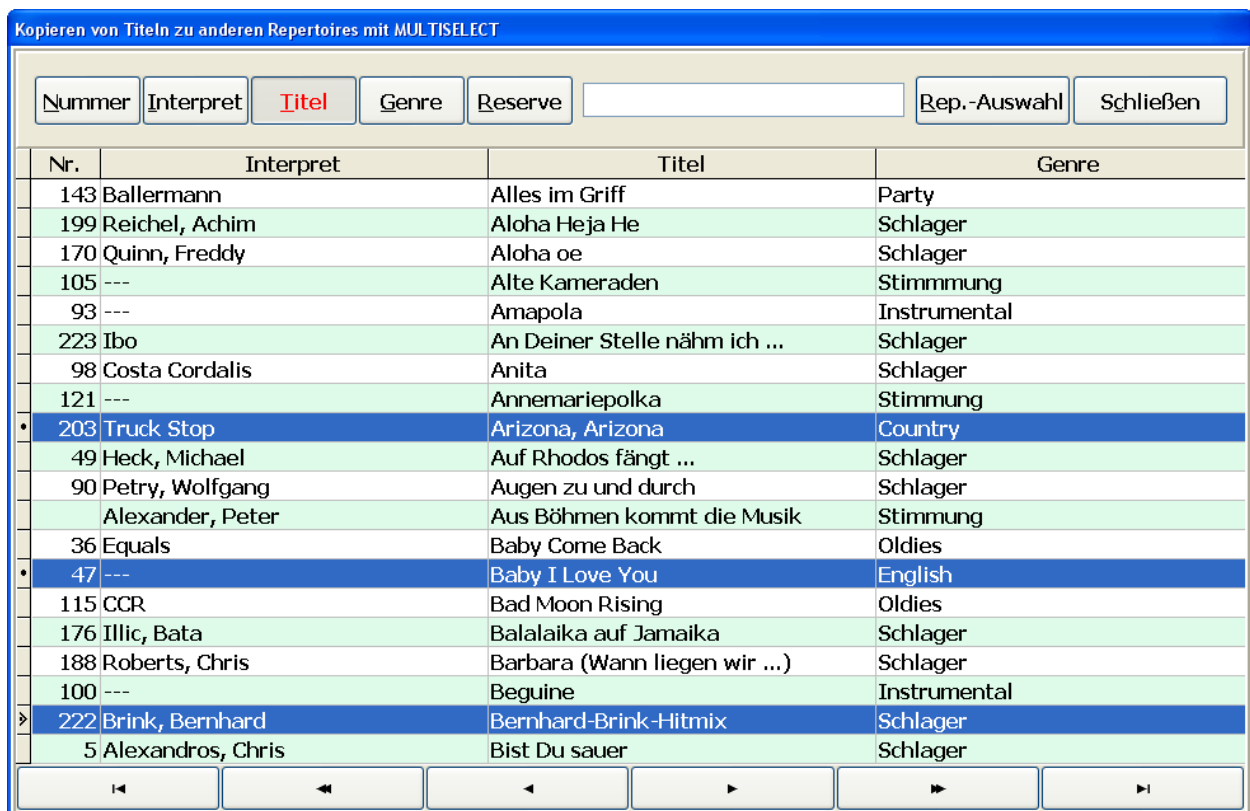 Kopieren von Titeln zu anderen Repertoires mit MULTISELECT
Nummer Interpret Titel Genre Reserve Rep.-Auswahl Schließen
Nr. Interpret Titel Genre
143 Ballermann Alles im Griff Party
199 Reichel, Achim Aloha Heja He Schlager
170 Quinn, Freddy Aloha oe Schlager
105 --- Alte Kameraden Stimmmung
93 --- Amapola Instrumental
223 Ibo An Deiner Stelle nähm ich ... Schlager
98 Costa Cordalis Anita Schlager
121 --- Annemariepolka Stimmung
203 Truck Stop Arizona, Arizona Country
49 Heck, Michael Auf Rhodos fängt ... Schlager
90 Petry, Wolfgang Augen zu und durch Schlager
Alexander, Peter Aus Böhmen kommt die Musik Stimmung
36 Equals Baby Come Back Oldies
47 --- Baby I Love You English
115 CCR Bad Moon Rising Oldies
176 Illic, Bata Balalaika auf Jamaika Schlager
188 Roberts, Chris Barbara (Wann liegen wir ...) Schlager
100 --- Beguine Instrumental
222 Brink, Bernhard Bernhard-Brink-Hitmix Schlager
5 Alexandros, Chris Bist Du sauer Schlager